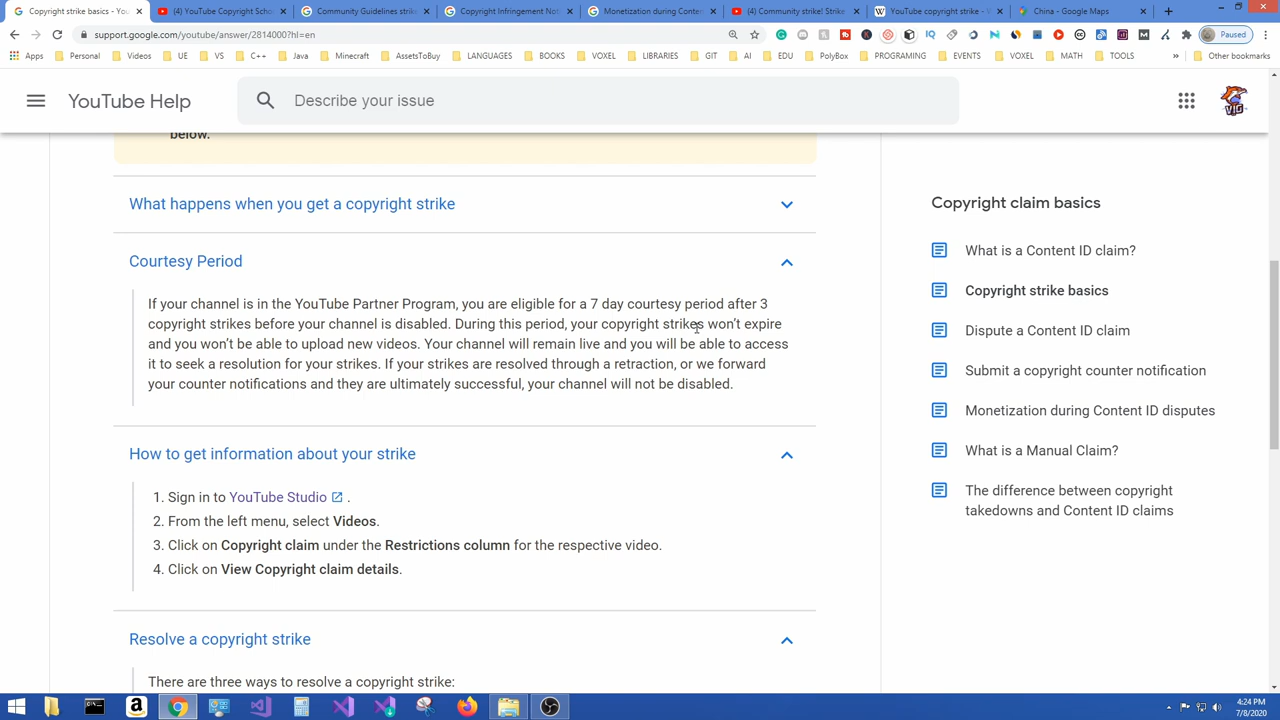 Copyright strike basics - YouTu
(4) YouTube Copyright Scho
Community Guidelines strike
Copyright Infringement Not
Monetization during Conten
(4) Community strike! Strike
YouTube copyright strike - W
China - Google Maps
support.google.com/youtube/answer/2814000?hl=en
Paused
Apps
Personal
Videos
UE
VS
C++
Java
Minecraft
AssetsToBuy
LANGUAGES
BOOKS
VOXEL
LIBRARIES
GIT
AI
EDU
PolyBox
PROGRAMING
EVENTS
VOXEL
MATH
TOOLS
»
Other bookmarks
YouTube Help
Describe your issue
below.
What happens when you get a copyright strike
Courtesy Period
If your channel is in the YouTube Partner Program, you are eligible for a 7 day courtesy period after 3
copyright strikes before your channel is disabled. During this period, your copyright strikes won't expire
and you won't be able to upload new videos. Your channel will remain live and you will be able to access
it to seek a resolution for your strikes. If your strikes are resolved through a retraction, or we forward
your counter notifications and they are ultimately successful, your channel will not be disabled.
How to get information about your strike
1. Sign in to YouTube Studio .
2. From the left menu, select Videos.
3. Click on Copyright claim under the Restrictions column for the respective video.
4. Click on View Copyright claim details.
Resolve a copyright strike
There are three ways to resolve a copyright strike:
Copyright claim basics
What is a Content ID claim?
Copyright strike basics
Dispute a Content ID claim
Submit a copyright counter notification
Monetization during Content ID disputes
What is a Manual Claim?
The difference between copyright
takedowns and Content ID claims
4:24 PM
7/8/2020